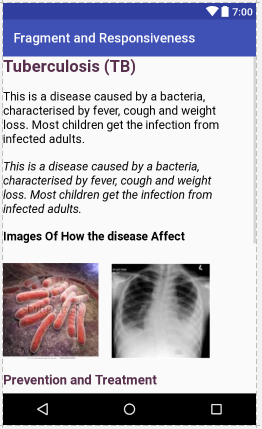 7:00
Fragment and Responsiveness
Tuberculosis (TB)
This is a disease caused by a bacteria,
characterised by fever, cough and weight
loss. Most children get the infection from
infected adults.
This is a disease caused by a bacteria,
characterised by fever, cough and weight
loss. Most children get the infection from
infected adults.
Images Of How the disease Affect
Prevention and Treatment